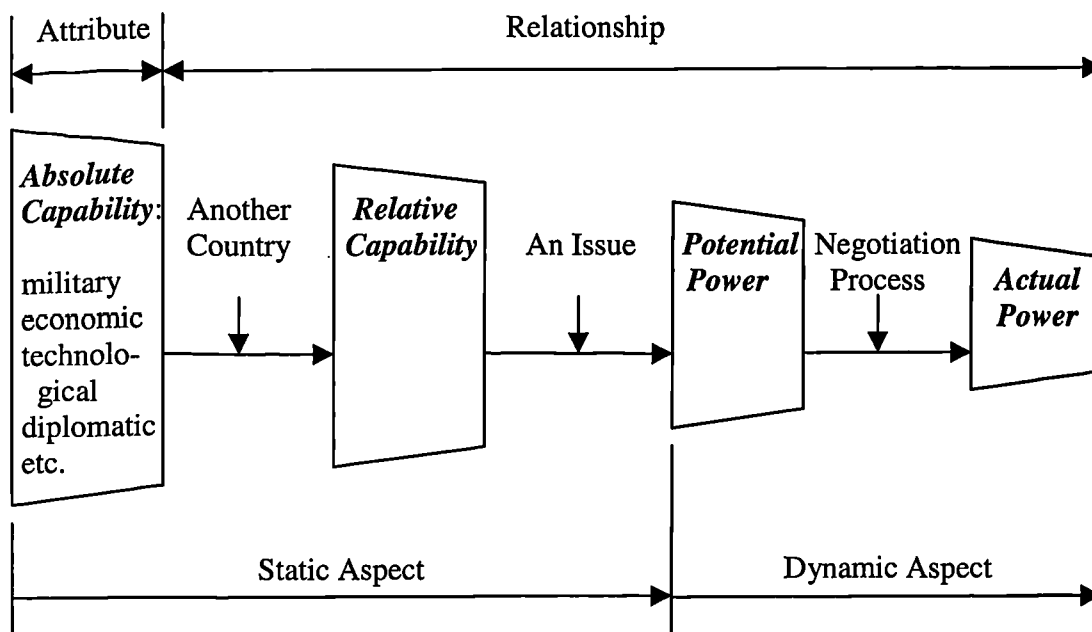 Attribute
Relationship
Absolute
Capability:
military
economic
technolo-
gical
diplomatic
etc.
Another
Country
Relative
Capability
An Issue
Potential
Power
Negotiation
Process
Actual
Power
Static Aspect
Dynamic Aspect